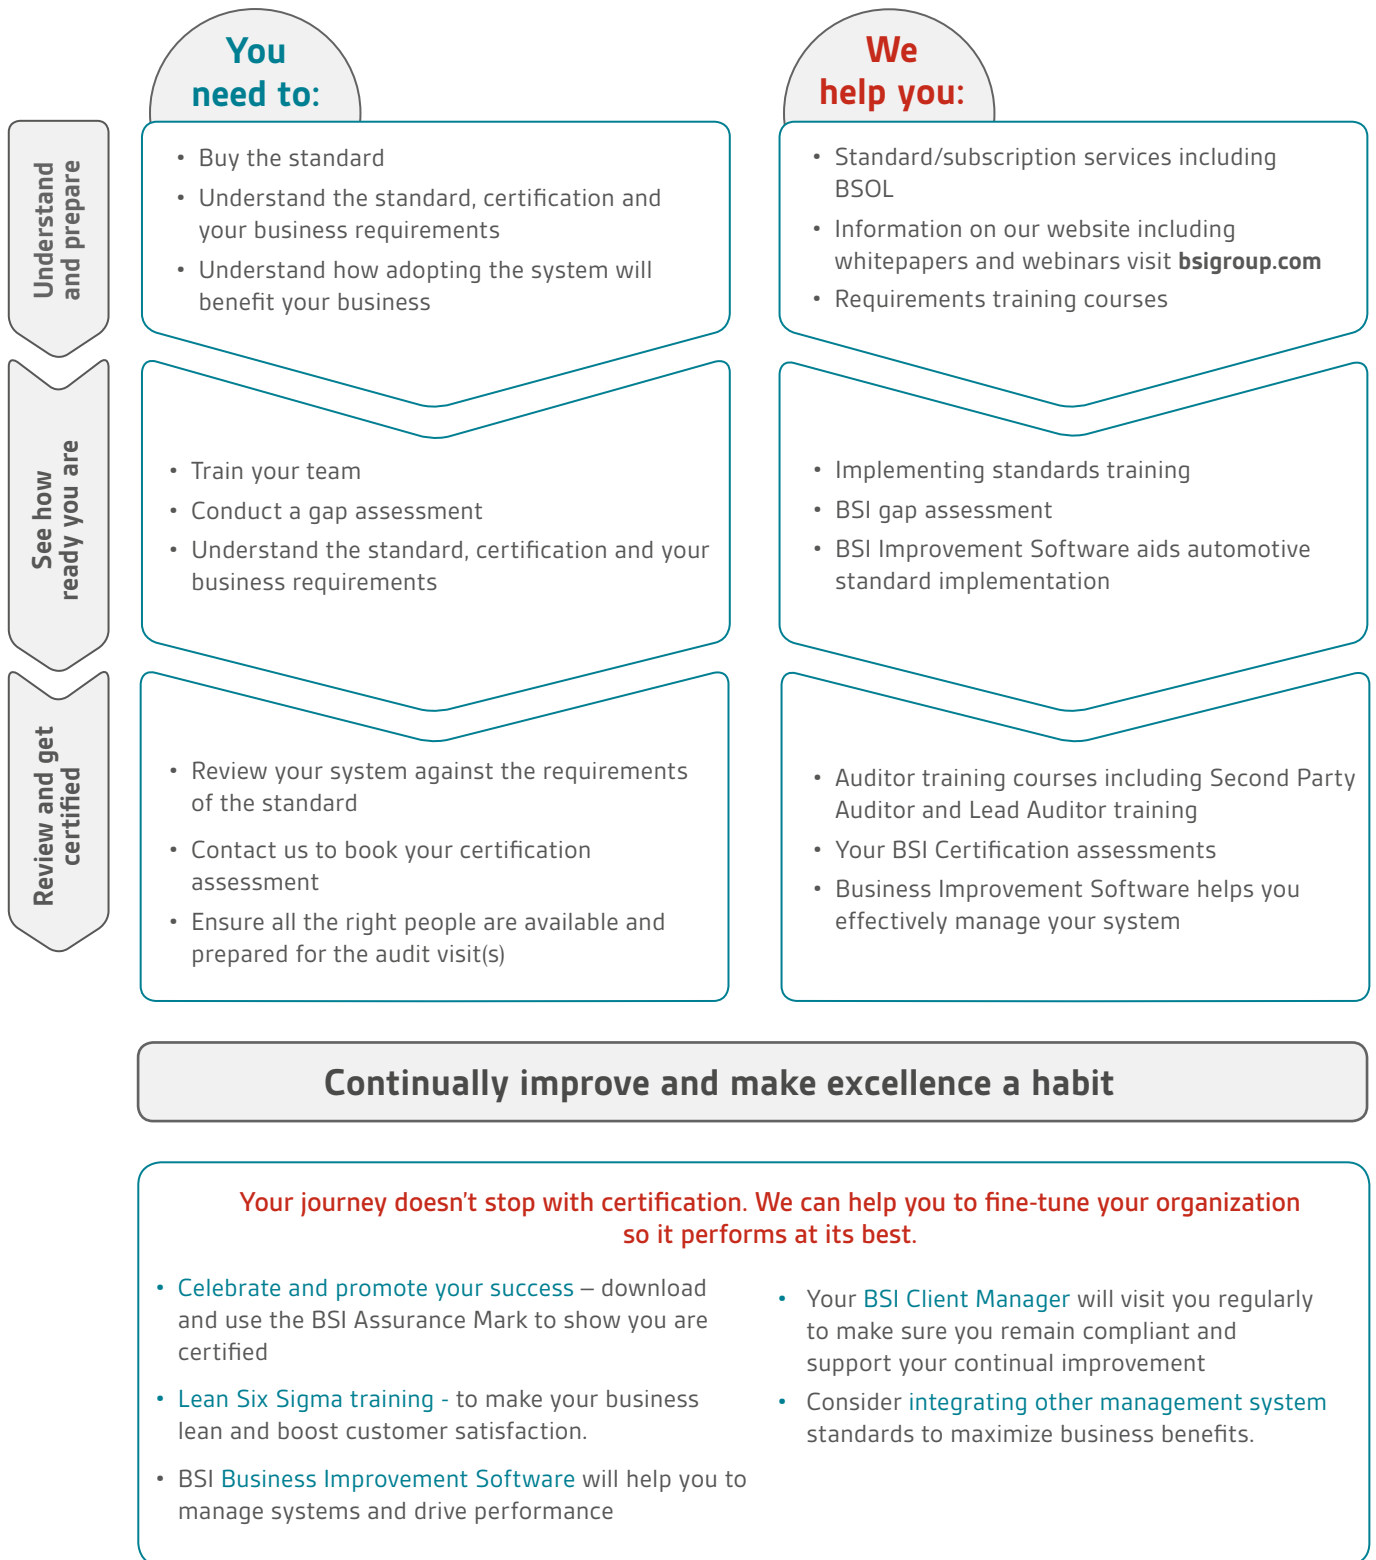 You
need to:
We
help you:
Understand
and prepare
• Buy the standard
• Understand the standard, certification and
your business requirements
• Understand how adopting the system will
benefit your business
• Standard/subscription services including
BSOL
• Information on our website including
whitepapers and webinars visit bsigroup.com
• Requirements training courses
See how
ready you are
• Train your team
• Conduct a gap assessment
• Understand the standard, certification and your
business requirements
• Implementing standards training
• BSI gap assessment
• BSI Improvement Software aids automotive
standard implementation
Review and get
certified
• Review your system against the requirements
of the standard
• Contact us to book your certification
assessment
• Ensure all the right people are available and
prepared for the audit visit(s)
• Auditor training courses including Second Party
Auditor and Lead Auditor training
• Your BSI Certification assessments
• Business Improvement Software helps you
effectively manage your system
Continually improve and make excellence a habit
Your journey doesn't stop with certification. We can help you to fine-tune your organization
so it performs at its best.
• Celebrate and promote your success – download
and use the BSI Assurance Mark to show you are
certified
• Lean Six Sigma training - to make your business
lean and boost customer satisfaction.
• BSI Business Improvement Software will help you to
manage systems and drive performance
• Your BSI Client Manager will visit you regularly
to make sure you remain compliant and
support your continual improvement
• Consider integrating other management system
standards to maximize business benefits.